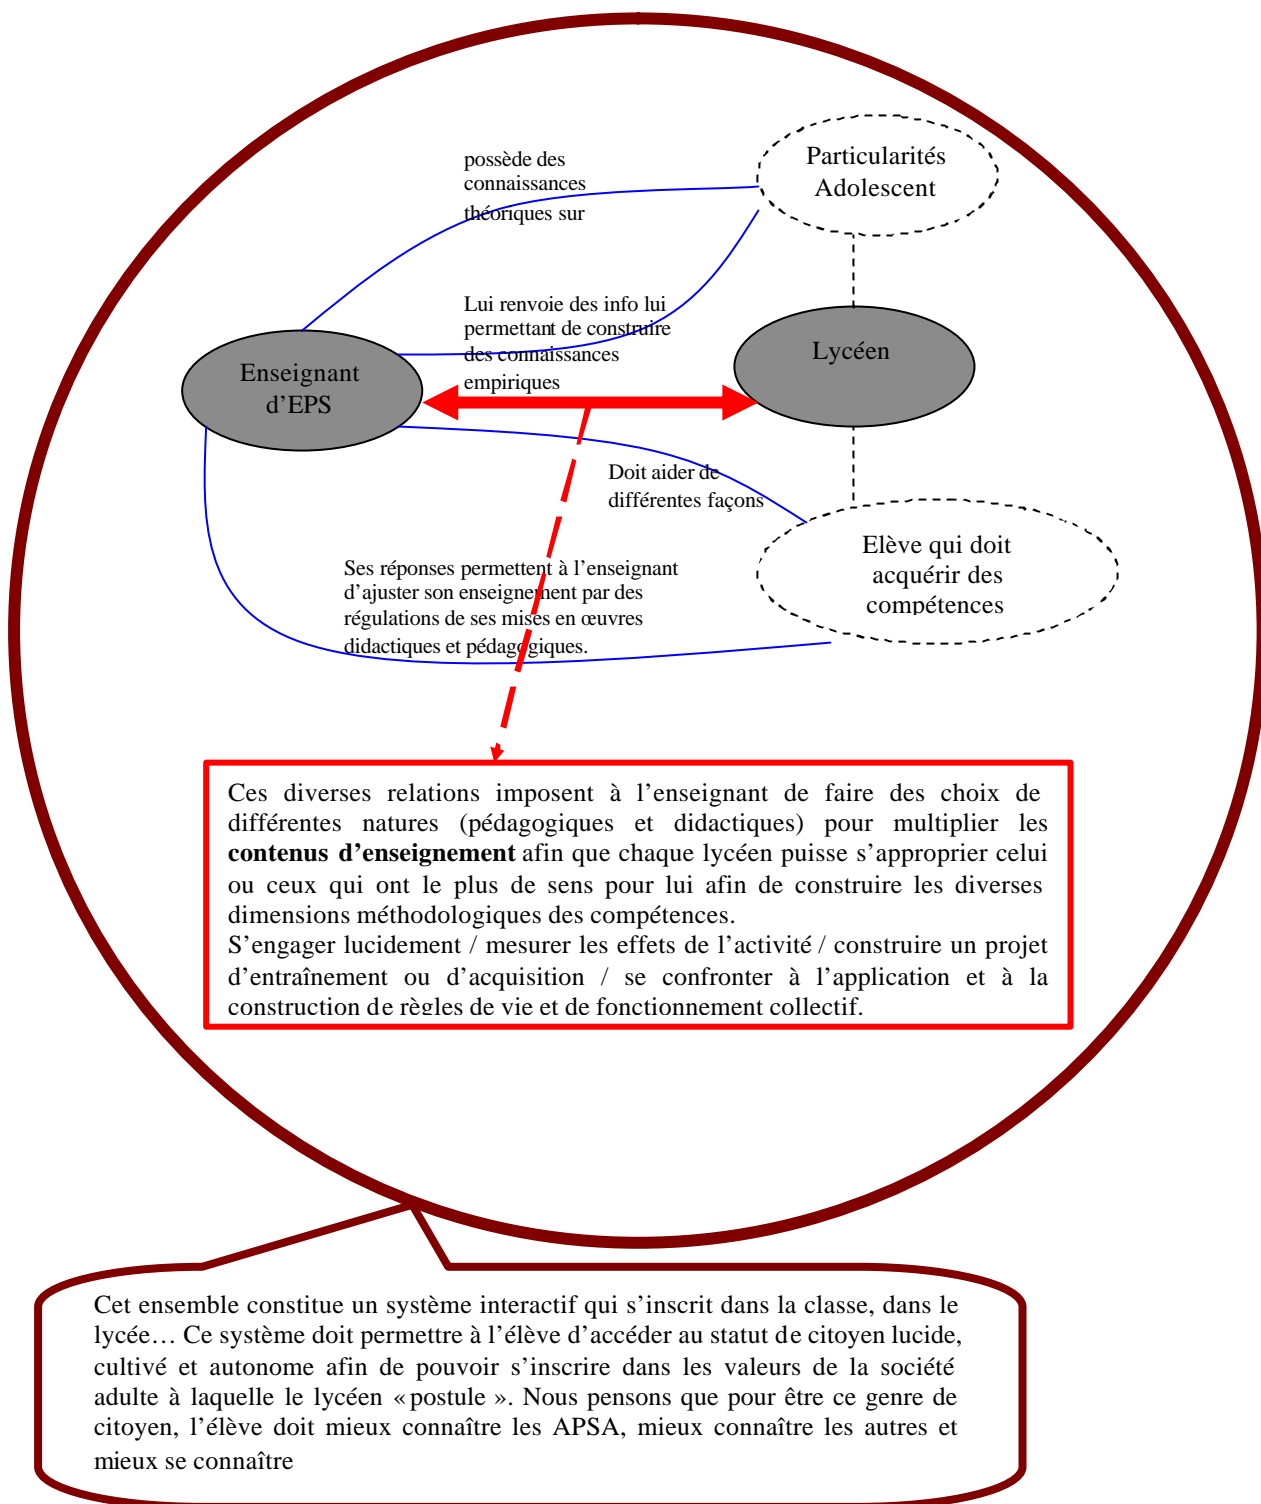 possède des
connaissances
théoriques sur
Particularités
Adolescent
Lui renvoie des info lui
permettant de construire
des connaissances
empiriques
Lycéen
Enseignant
d’EPS
Doit aider de
différentes façons
Ses réponses permettent à l’enseignant
d’ajuster son enseignement par des
régulations de ses mises en œuvres
didactiques et pédagogiques.
Elève qui doit
acquérir des
compétences
Ces diverses relations imposent à l’enseignant de faire des choix de
différentes natures (pédagogiques et didactiques) pour multiplier les
contenus d’enseignement afin que chaque lycéen puisse s’approprier celui
ou ceux qui ont le plus de sens pour lui afin de construire les diverses
dimensions méthodologiques des compétences.
S’engager lucidement / mesurer les effets de l’activité / construire un projet
d’entraînement ou d’acquisition / se confronter à l’application et à la
construction de règles de vie et de fonctionnement collectif.
Cet ensemble constitue un système interactif qui s’inscrit dans la classe, dans le
lycée… Ce système doit permettre à l’élève d’accéder au statut de citoyen lucide,
cultivé et autonome afin de pouvoir s’inscrire dans les valeurs de la société
adulte à laquelle le lycéen « postule ». Nous pensons que pour être ce genre de
citoyen, l’élève doit mieux connaître les APSA, mieux connaître les autres et
mieux se connaître